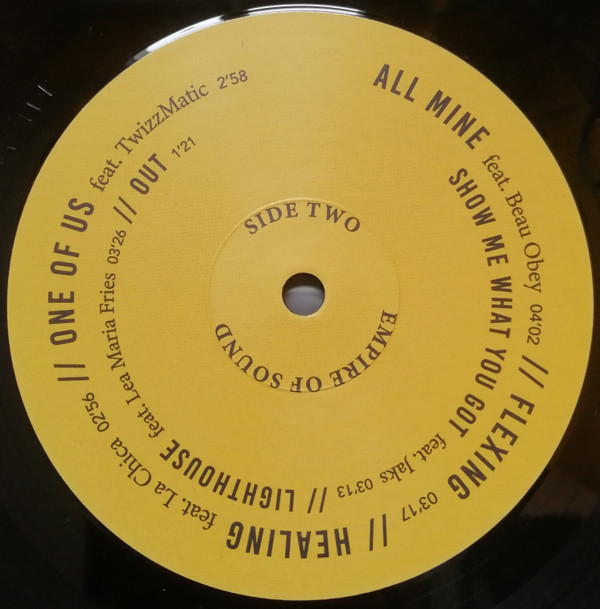 ALL MINE feat. Beau Obey 04'02 // FLEXING 03'17 // HEALING feat. La Chica 02'56 // ONE OF US feat. TwizzMatic 2'58
SHOW ME WHAT YOU GOT feat. Jaks 03'13 // LIGHTHOUSE feat. Lea Maria Fries 03'26 // OUT 1'21
SIDE TWO
EMPIRE OF SOUND